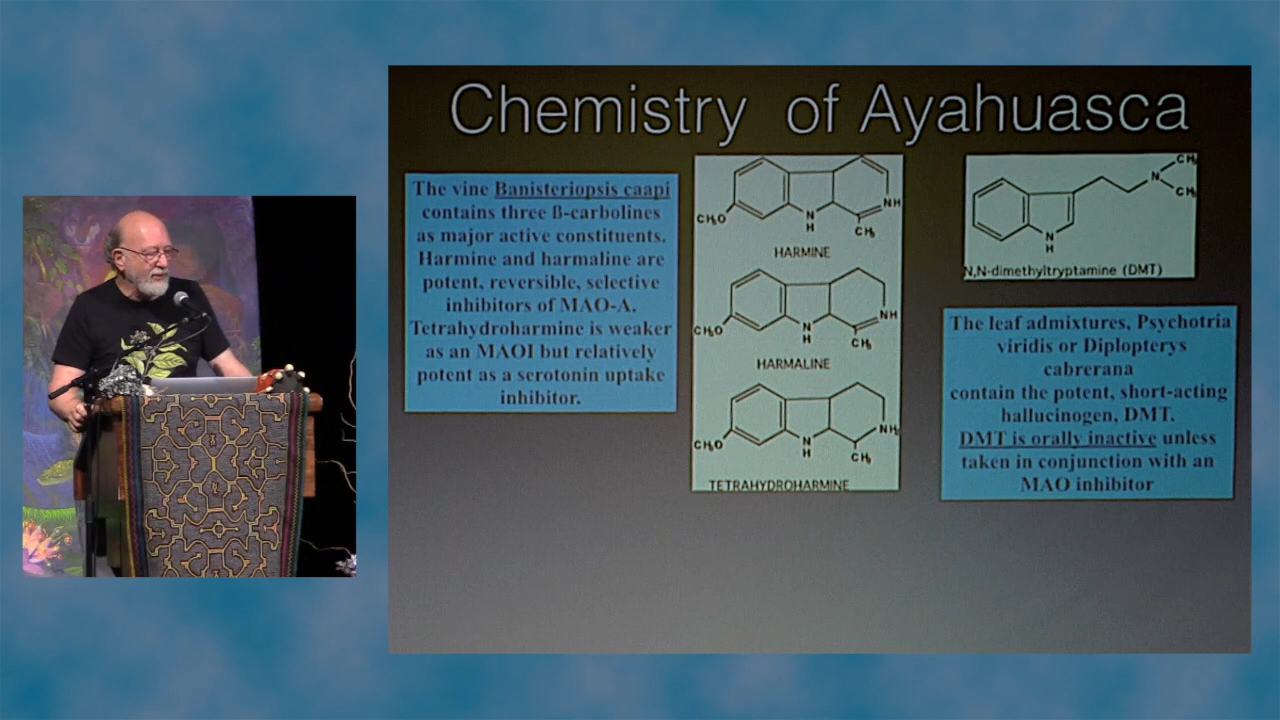 Chemistry of Ayahuasca
The vine Banisteriopsis caapi
contains three ß-carbolines
as major active constituents.
Harmine and harmaline are
potent, reversible, selective
inhibitors of MAO-A.
Tetrahydroharmine is weaker
as an MAOI but relatively
potent as a serotonin uptake
inhibitor.
CH₃O
N
H
NH
CH₃
HARMINE
CH₃O
N
H
NH
CH₃
HARMALINE
CH₃O
N
H
NH₂
CH₃
TETRAHYDROHARMINE
CH₃
N
CH₃
N
H
N,N-dimethyltryptamine (DMT)
The leaf admixtures, Psychotria
viridis or Diplopterys
cabrerana
contain the potent, short-acting
hallucinogen, DMT.
DMT is orally inactive unless
taken in conjunction with an
MAO inhibitor